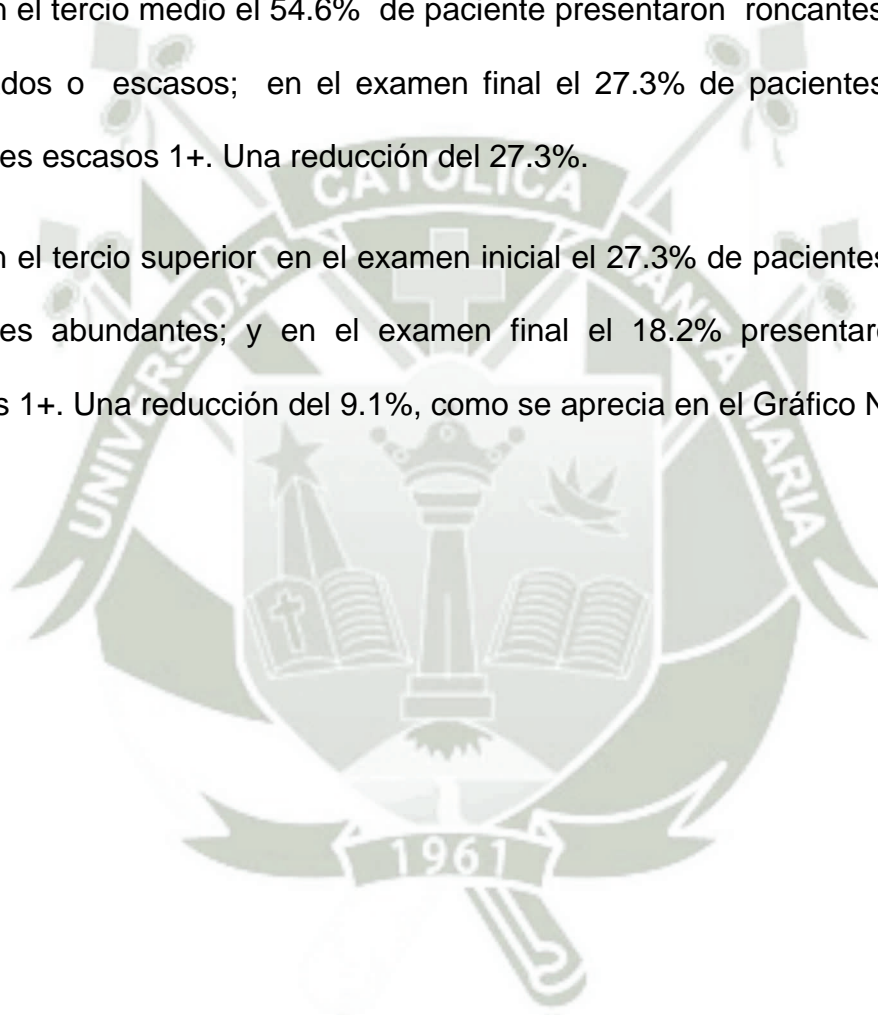 n el tercio medio el 54.6% de paciente presentaron roncantes
dos o escasos; en el examen final el 27.3% de pacientes
es escasos 1+. Una reducción del 27.3%.
n el tercio superior en el examen inicial el 27.3% de pacientes
es abundantes; y en el examen final el 18.2% presentar
s 1+. Una reducción del 9.1%, como se aprecia en el Gráfico N
UNIVERSIDAD CATOLICA SANTA MARIA
1961